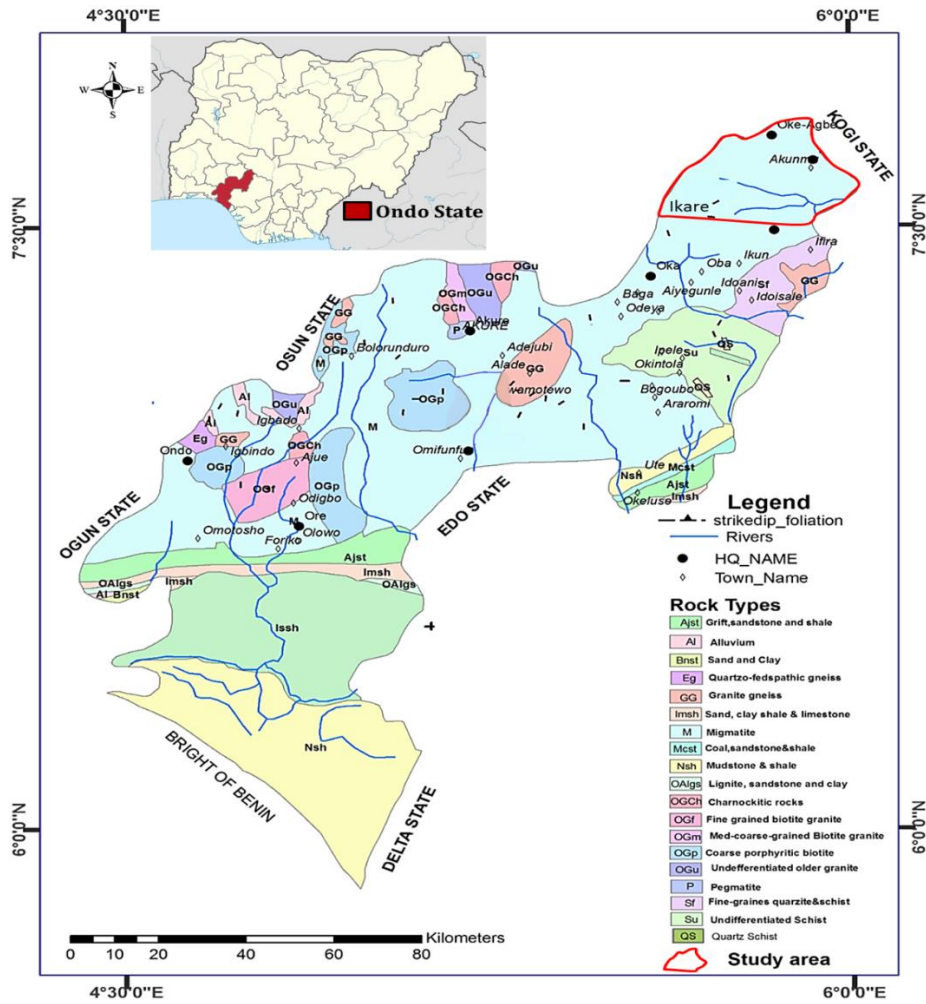 4°30'0"E
6°0'0"E
N
W
E
S
Ondo State
KOGI STATE
Oke-Agbe
Akunnu
Ikare
7°30'0"N
7°30'0"N
Ifira
Ikun
Oba
Oka
Idoani
Sf
GG
Aiyegunle
Idoisale
Baga
Odeya
OGu
OGCh
OGm
OGu
OGCh
Akure
P
AKURE
OSUN STATE
GG
GG
OGp
Bolorunduro
M
Adejubi
Alade
GG
Ipele
Su
QS
Okintola
Bogoubo
QS
Araromi
OGp
Al
OGu
Al
Igbado
Al
Eg
GG
Igbindo
M
Ondo
OGp
OGCh
Ajue
Omifunfu
OGf
OGp
Odigbo
Ute
Mcst
Nsh
Ajst
Imsh
Okeluse
EDO STATE
OGUN STATE
M
Ore
Omotosho
Olowo
Foriko
Ajst
Imsh
OAlgs
Imsh
OAlgs
Al
Bnst
Issh
Nsh
BRIGHT OF BENIN
DELTA STATE
6°0'0"N
6°0'0"N
Legend
strikedip_foliation
Rivers
HQ_NAME
Town_Name
Rock Types
Ajst Grift,sandstone and shale
Al Alluvium
Bnst Sand and Clay
Eg Quartzo-fedspathic gneiss
GG Granite gneiss
Imsh Sand, clay shale & limestone
M Migmatite
Mcst Coal,sandstone&shale
Nsh Mudstone & shale
OAlgs Lignite, sandstone and clay
OGCh Charnockitic rocks
OGf Fine grained biotite granite
OGm Med-coarse-grained Biotite granite
OGp Coarse porphyritic biotite
OGu Undefferentiated older granite
P Pegmatite
Sf Fine-graines quarzite&schist
Su Undifferentiated Schist
QS Quartz Schist
Study area
Kilometers
0 10 20 40 60 80
4°30'0"E
6°0'0"E